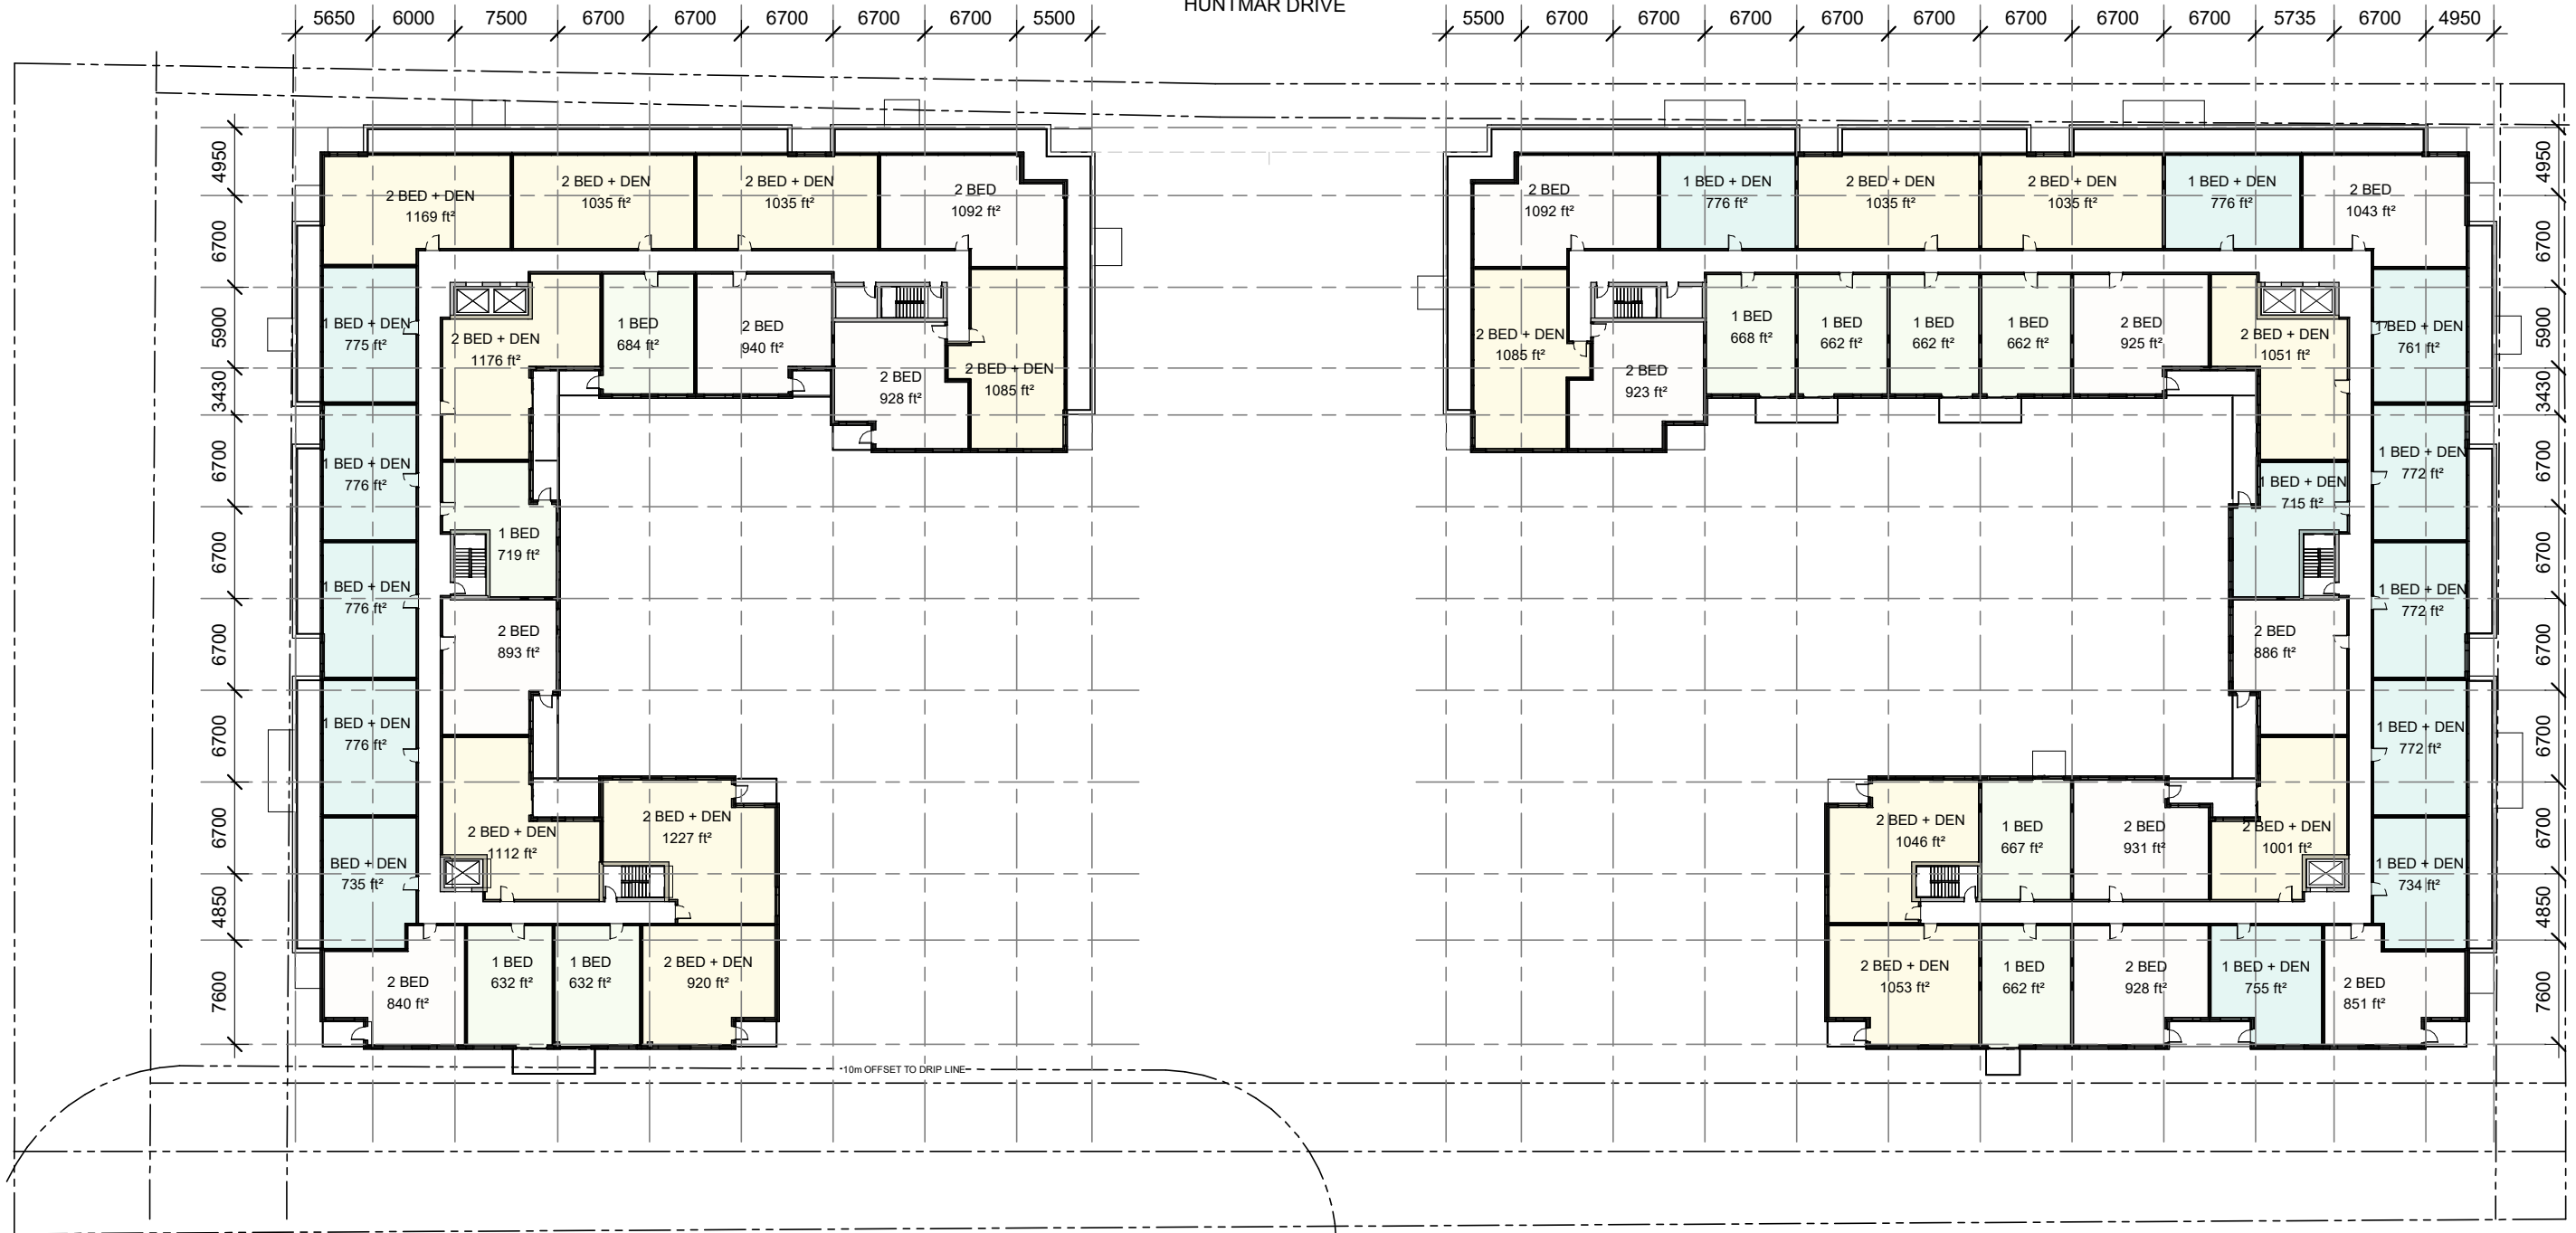 HUNTMAR DRIVE
5650 6000 7500 6700 6700 6700 6700 6700 5500
5500 6700 6700 6700 6700 6700 6700 6700 6700 5735 6700 4950
4950
6700
5900
3430
6700
6700
6700
6700
6700
4850
7600
2 BED + DEN
1169 ft²
2 BED + DEN
1035 ft²
2 BED + DEN
1035 ft²
2 BED
1092 ft²
1 BED + DEN
775 ft²
2 BED + DEN
1176 ft²
1 BED
684 ft²
2 BED
940 ft²
2 BED
928 ft²
2 BED + DEN
1085 ft²
1 BED + DEN
776 ft²
1 BED
719 ft²
1 BED + DEN
776 ft²
2 BED
893 ft²
1 BED + DEN
776 ft²
2 BED + DEN
1112 ft²
2 BED + DEN
1227 ft²
BED + DEN
735 ft²
2 BED
840 ft²
1 BED
632 ft²
1 BED
632 ft²
2 BED + DEN
920 ft²
10m OFFSET TO DRIP LINE
2 BED
1092 ft²
1 BED + DEN
776 ft²
2 BED + DEN
1035 ft²
2 BED + DEN
1035 ft²
1 BED + DEN
776 ft²
2 BED
1043 ft²
2 BED + DEN
1085 ft²
2 BED
923 ft²
1 BED
668 ft²
1 BED
662 ft²
1 BED
662 ft²
1 BED
662 ft²
2 BED
925 ft²
2 BED + DEN
1051 ft²
BED + DEN
761 ft²
1 BED + DEN
772 ft²
1 BED + DEN
715 ft²
1 BED + DEN
772 ft²
2 BED
886 ft²
1 BED + DEN
772 ft²
2 BED + DEN
1046 ft²
1 BED
667 ft²
2 BED
931 ft²
2 BED + DEN
1001 ft²
1 BED + DEN
734 ft²
2 BED + DEN
1053 ft²
1 BED
662 ft²
2 BED
928 ft²
1 BED + DEN
755 ft²
2 BED
851 ft²
4950
6700
5900
3430
6700
6700
6700
6700
6700
4850
7600